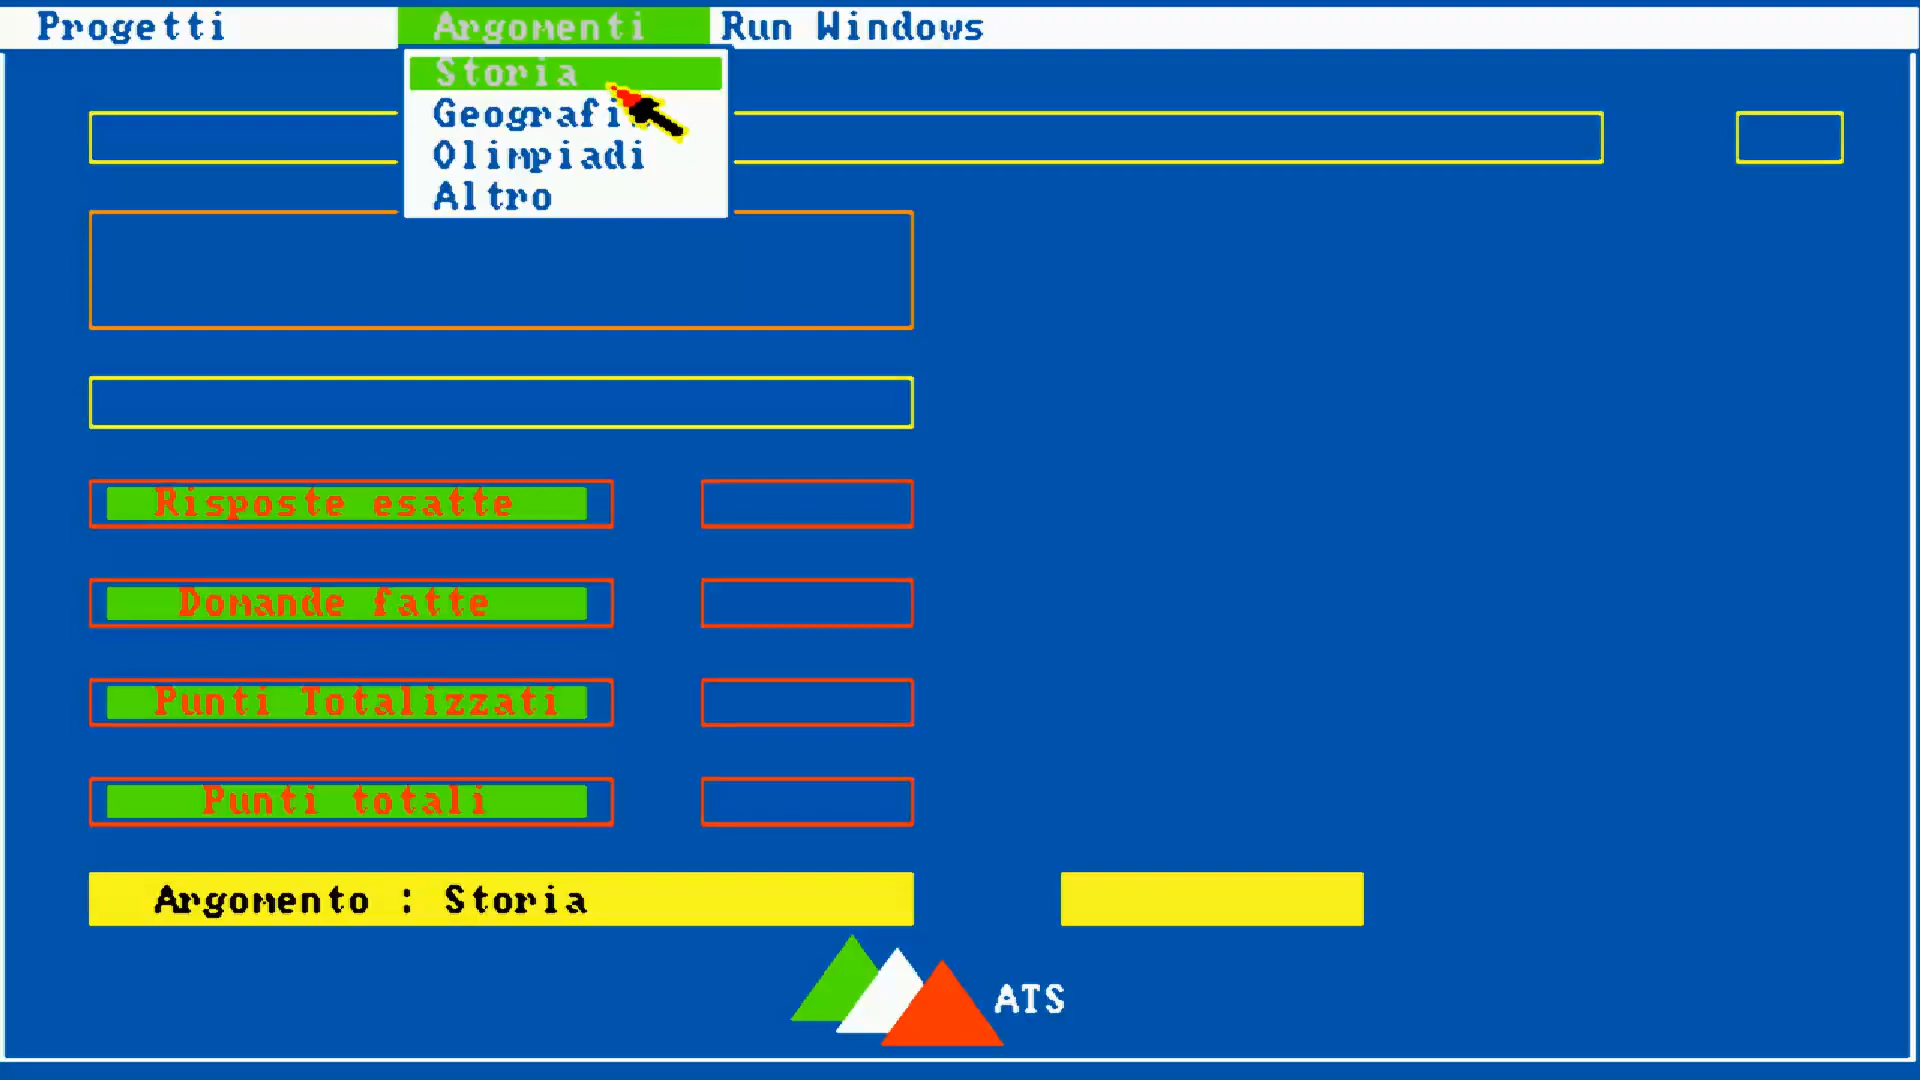 Progetti Argomenti Run Windows
Storia
Geografi
Olimpiadi
Altro
Risposte esatte
Domande fatte
Punti Totalizzati
Punti totali
Argomento : Storia
ATS